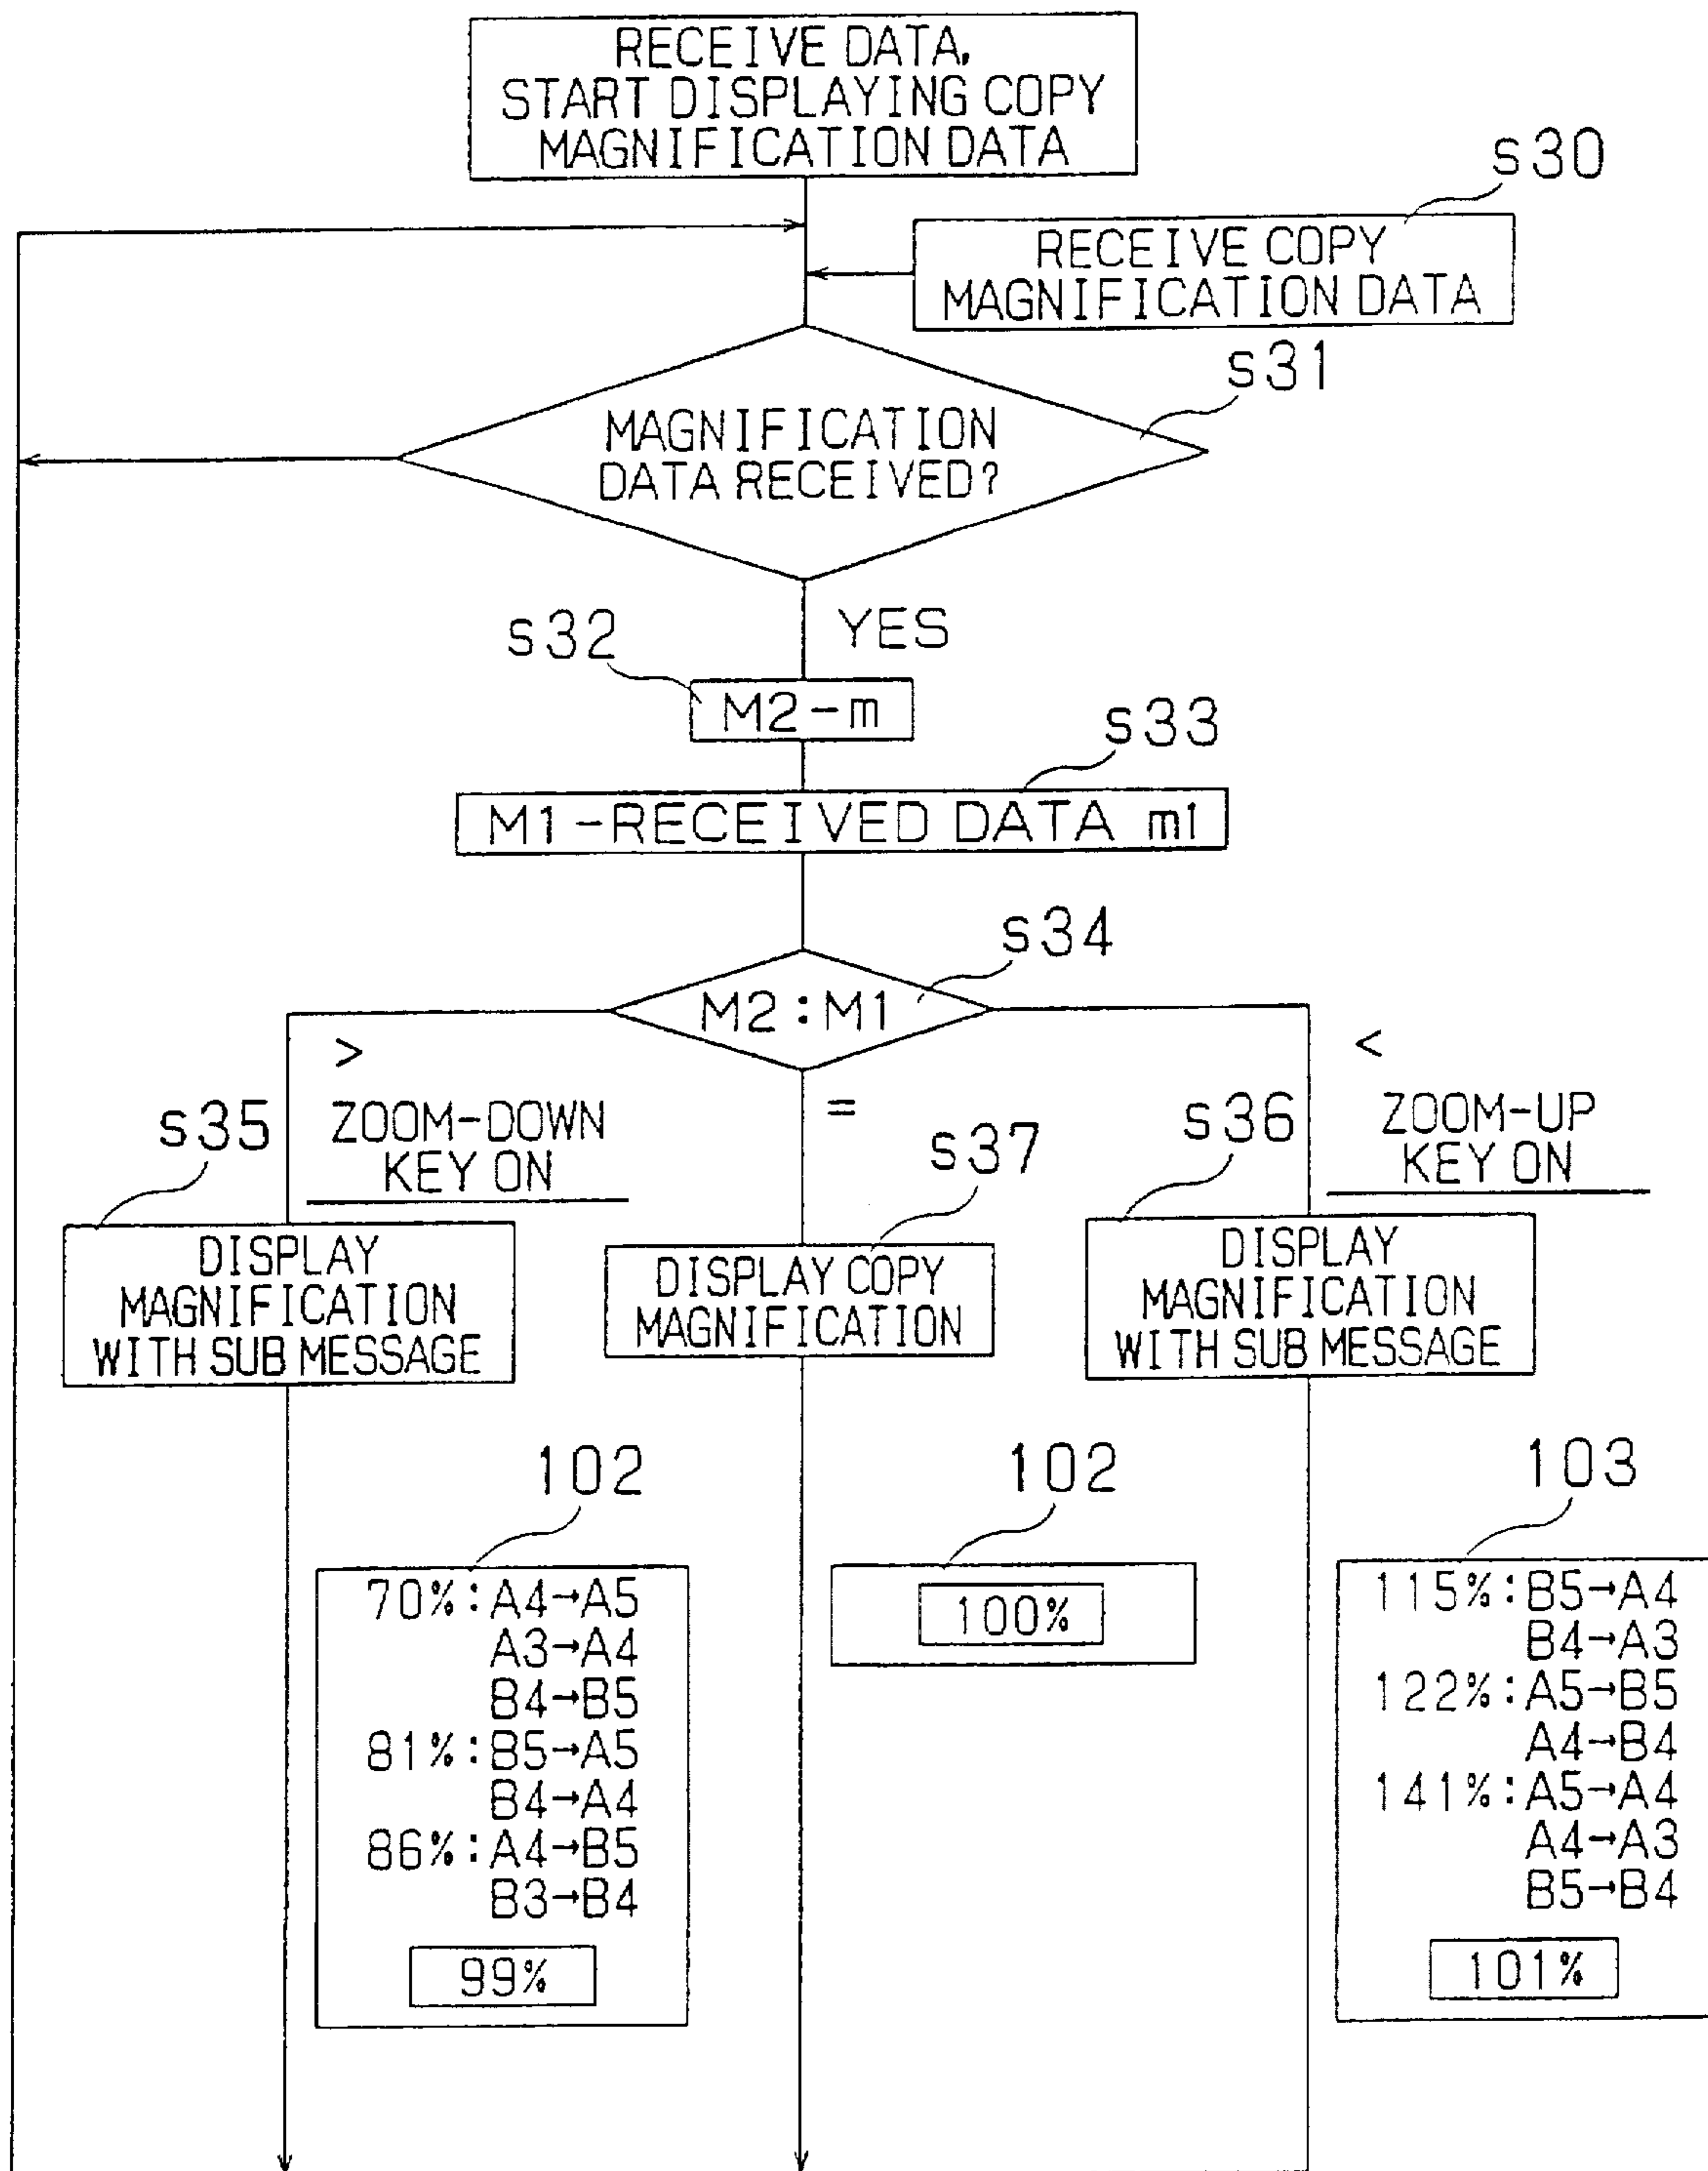 RECEIVE DATA,
START DISPLAYING COPY
MAGNIFICATION DATA
s30
RECEIVE COPY
MAGNIFICATION DATA
s31
MAGNIFICATION
DATA RECEIVED?
YES
s32
M2-m
s33
M1-RECEIVED DATA m1
s34
M2:M1
>
=
<
s35
ZOOM-DOWN
KEY ON
s37
s36
ZOOM-UP
KEY ON
DISPLAY
MAGNIFICATION
WITH SUB MESSAGE
DISPLAY COPY
MAGNIFICATION
DISPLAY
MAGNIFICATION
WITH SUB MESSAGE
102
70%:A4→A5
A3→A4
B4→B5
81%:B5→A5
B4→A4
86%:A4→B5
B3→B4
99%
102
100%
103
115%:B5→A4
B4→A3
122%:A5→B5
A4→B4
141%:A5→A4
A4→A3
B5→B4
101%